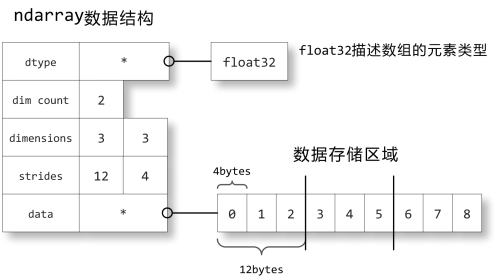 ndarray数据结构
dtype * float32 float32描述数组的元素类型
dim count 2
dimensions 3 3
strides 12 4
data *
数据存储区域
4bytes
0 1 2 3 4 5 6 7 8
12bytes